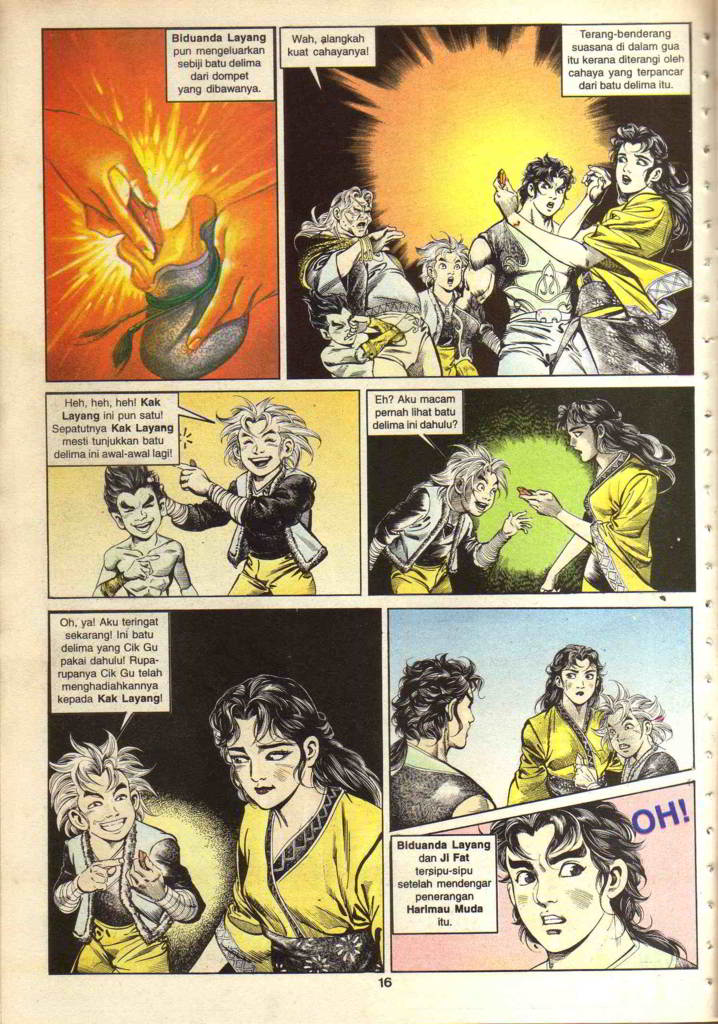 Biduanda Layang
pun mengeluarkan
sebiji batu delima
dari dompet
yang dibawanya.
Wah, alangkah
kuat cahayanya!
Terang-benderang
suasana di dalam gua
itu kerana diterangi oleh
cahaya yang terpancar
dari batu delima itu.
Heh, heh, heh! Kak
Layang ini pun satu!
Sepatutnya Kak Layang
mesti tunjukkan batu
delima ini awal-awal lagi!
Eh? Aku macam
pernah lihat batu
delima ini dahulu?
Oh, ya! Aku teringat
sekarang! Ini batu
delima yang Cik Gu
pakai dahulu! Rupa-
rupanya Cik Gu telah
menghadiahkannya
kepada Kak Layang!
OH!
Biduanda Layang
dan Ji Fat
tersipu-sipu
setelah mendengar
penerangan
Harimau Muda
itu.
16